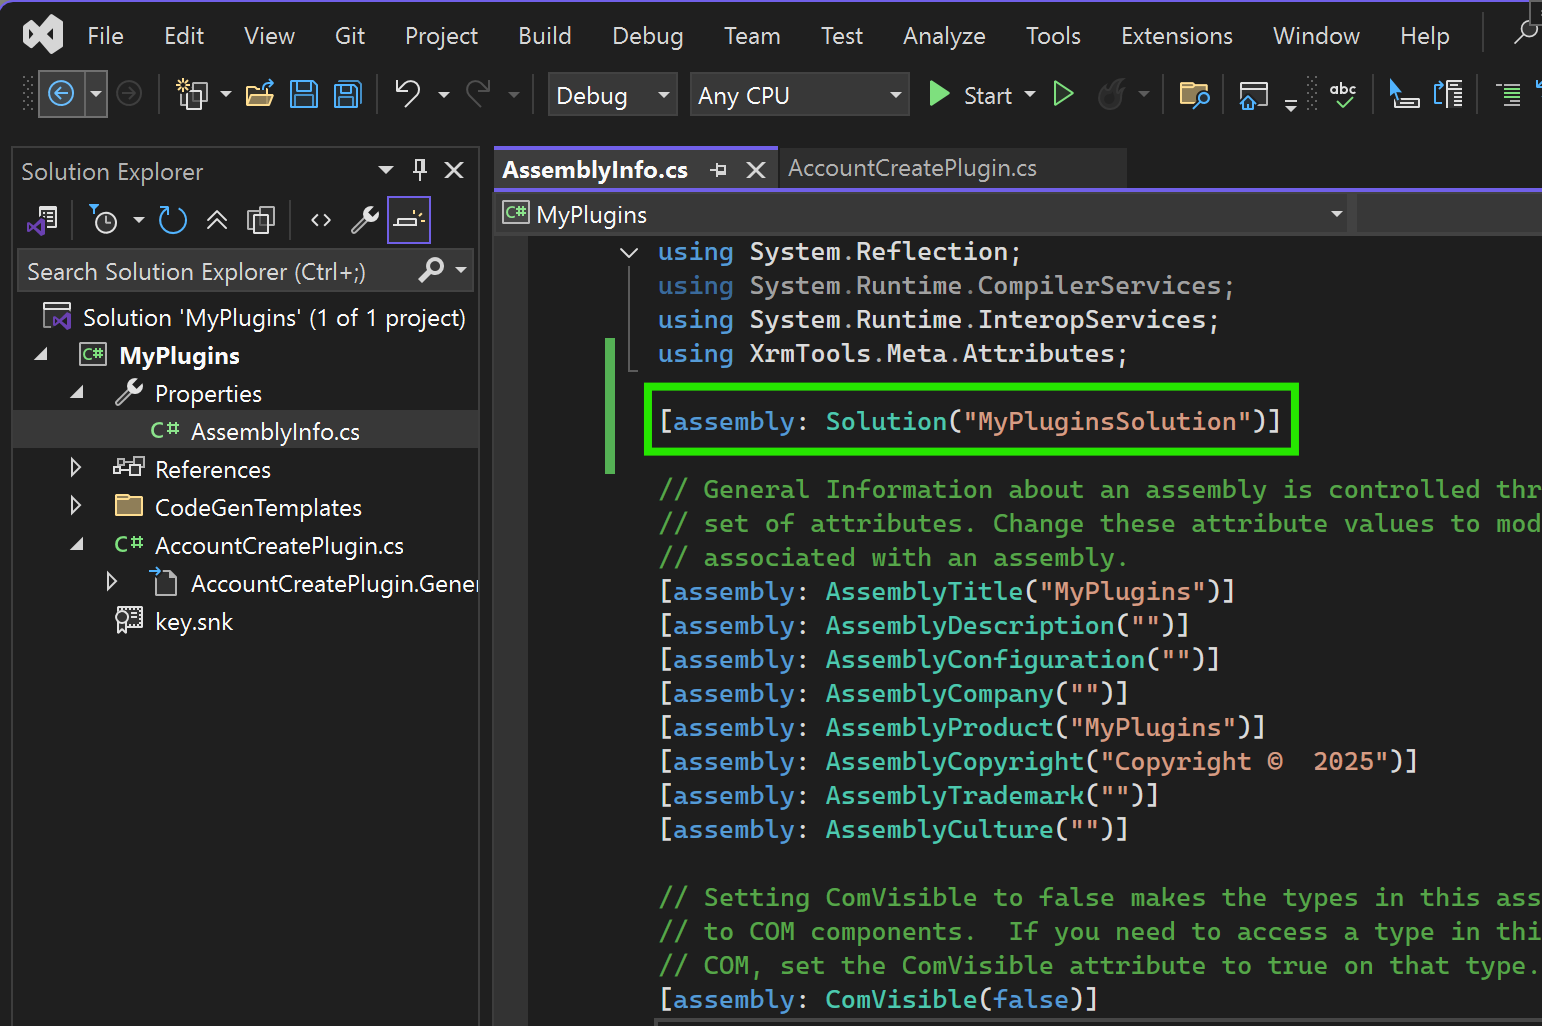 File Edit View Git Project Build Debug Team Test Analyze Tools Extensions Window Help
Debug Any CPU Start abc
Solution Explorer
Search Solution Explorer (Ctrl+;)
Solution 'MyPlugins' (1 of 1 project)
C# MyPlugins
Properties
C# AssemblyInfo.cs
References
CodeGenTemplates
C# AccountCreatePlugin.cs
AccountCreatePlugin.Gener
key.snk
AssemblyInfo.cs AccountCreatePlugin.cs
C# MyPlugins
using System.Reflection;
using System.Runtime.CompilerServices;
using System.Runtime.InteropServices;
using XrmTools.Meta.Attributes;
[assembly: Solution("MyPluginsSolution")]
// General Information about an assembly is controlled thr
// set of attributes. Change these attribute values to mod
// associated with an assembly.
[assembly: AssemblyTitle("MyPlugins")]
[assembly: AssemblyDescription("")]
[assembly: AssemblyConfiguration("")]
[assembly: AssemblyCompany("")]
[assembly: AssemblyProduct("MyPlugins")]
[assembly: AssemblyCopyright("Copyright ©  2025")]
[assembly: AssemblyTrademark("")]
[assembly: AssemblyCulture("")]
// Setting ComVisible to false makes the types in this ass
// to COM components.  If you need to access a type in thi
// COM, set the ComVisible attribute to true on that type.
[assembly: ComVisible(false)]